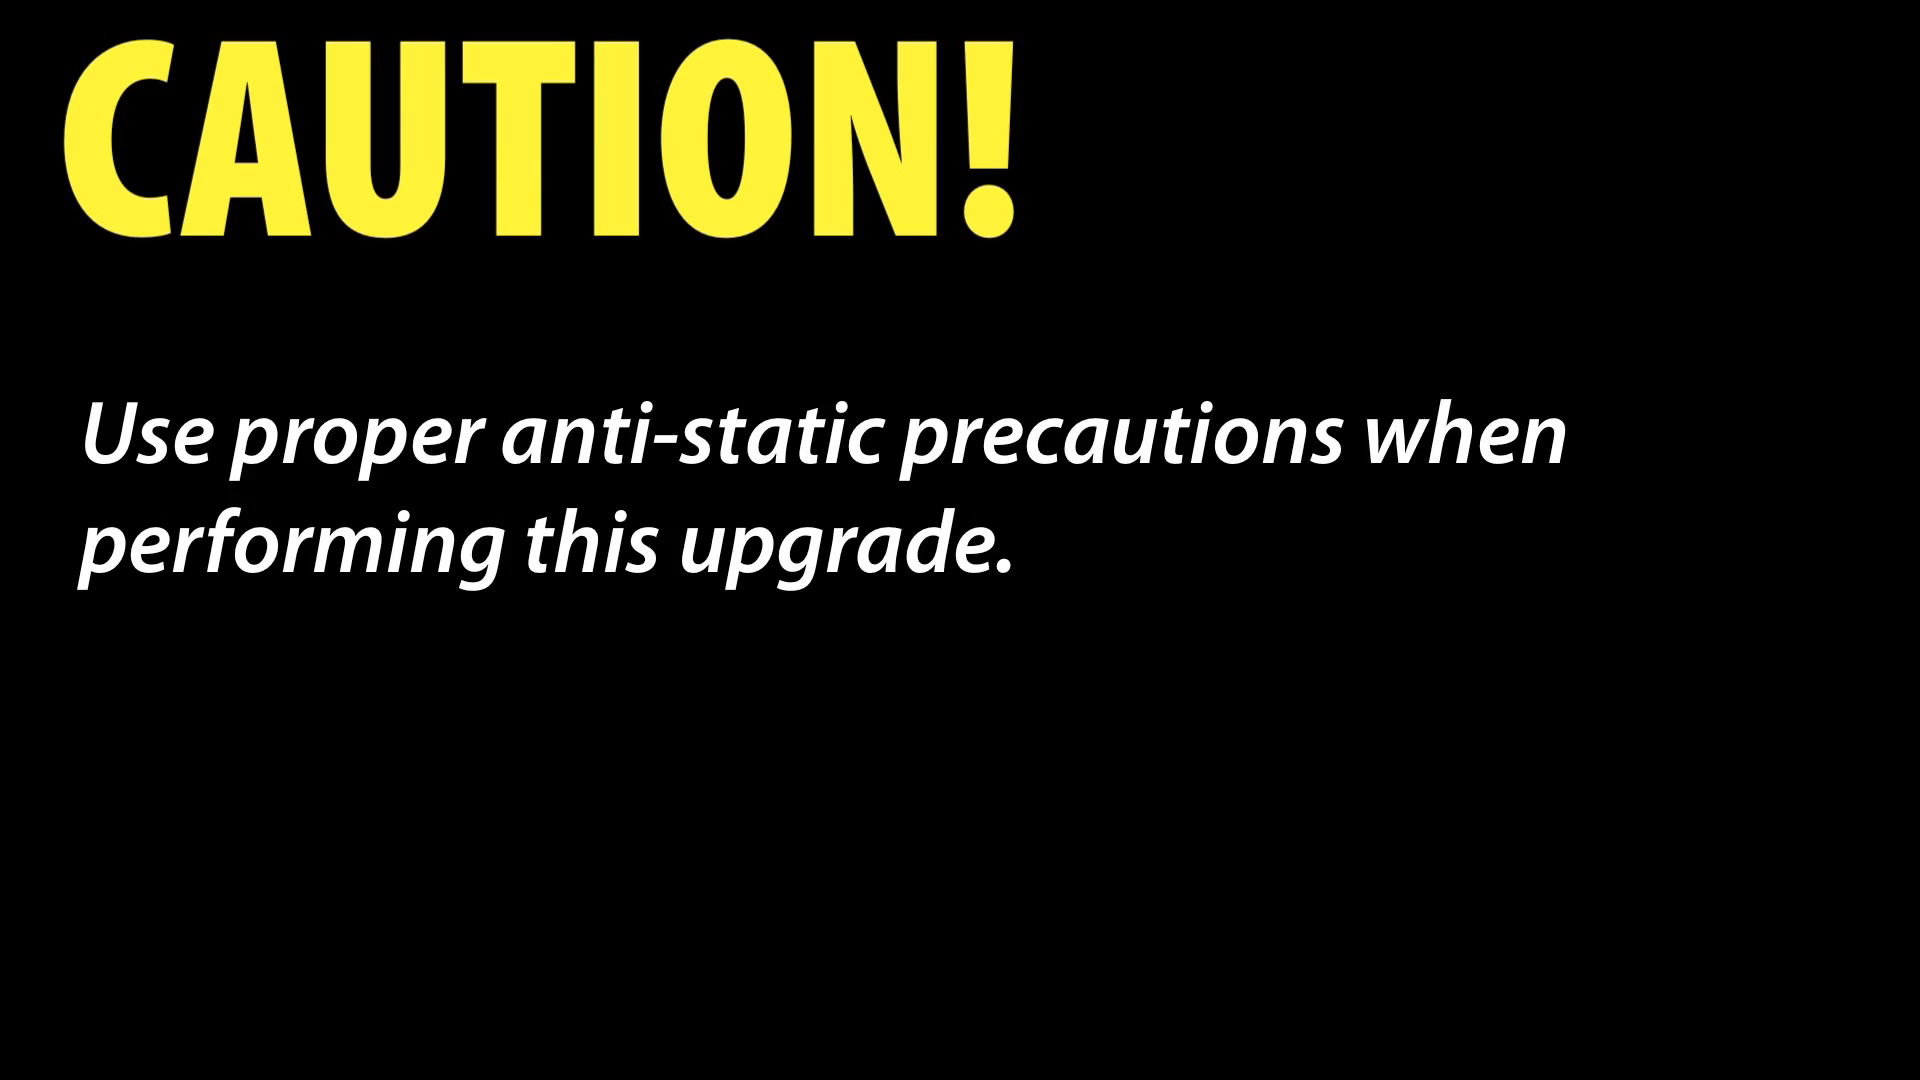 CAUTION!
Use proper anti-static precautions when
performing this upgrade.